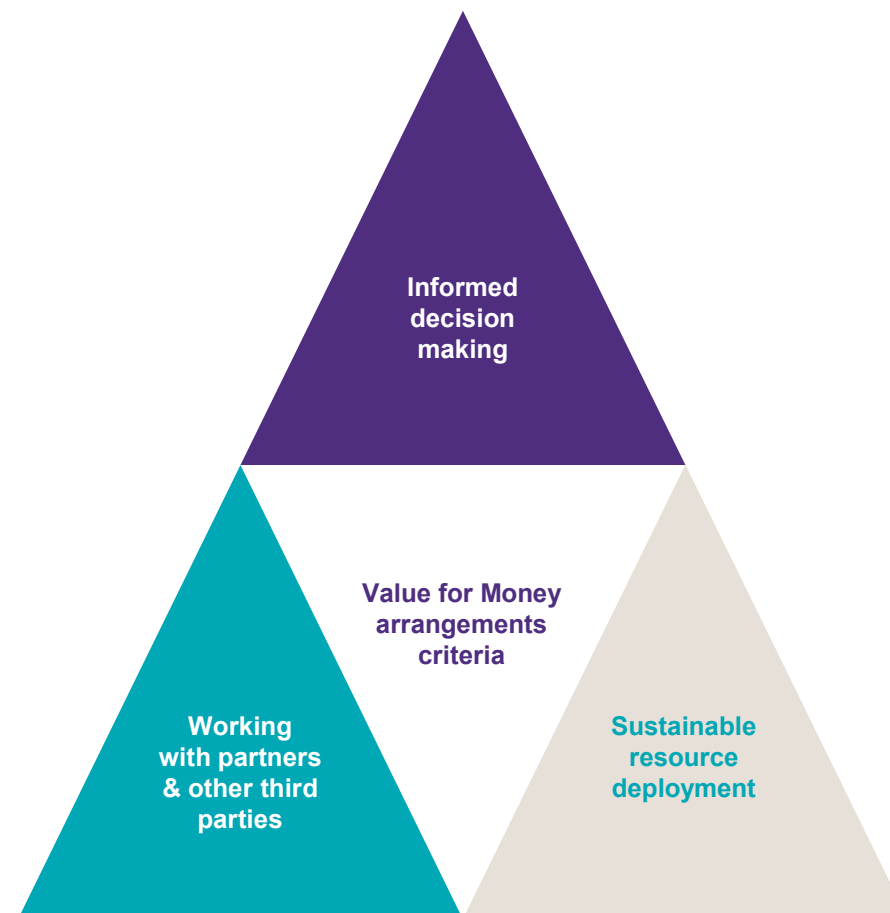 Informed
decision
making
Value for Money
arrangements
criteria
Working
with partners
& other third
parties
Sustainable
resource
deployment